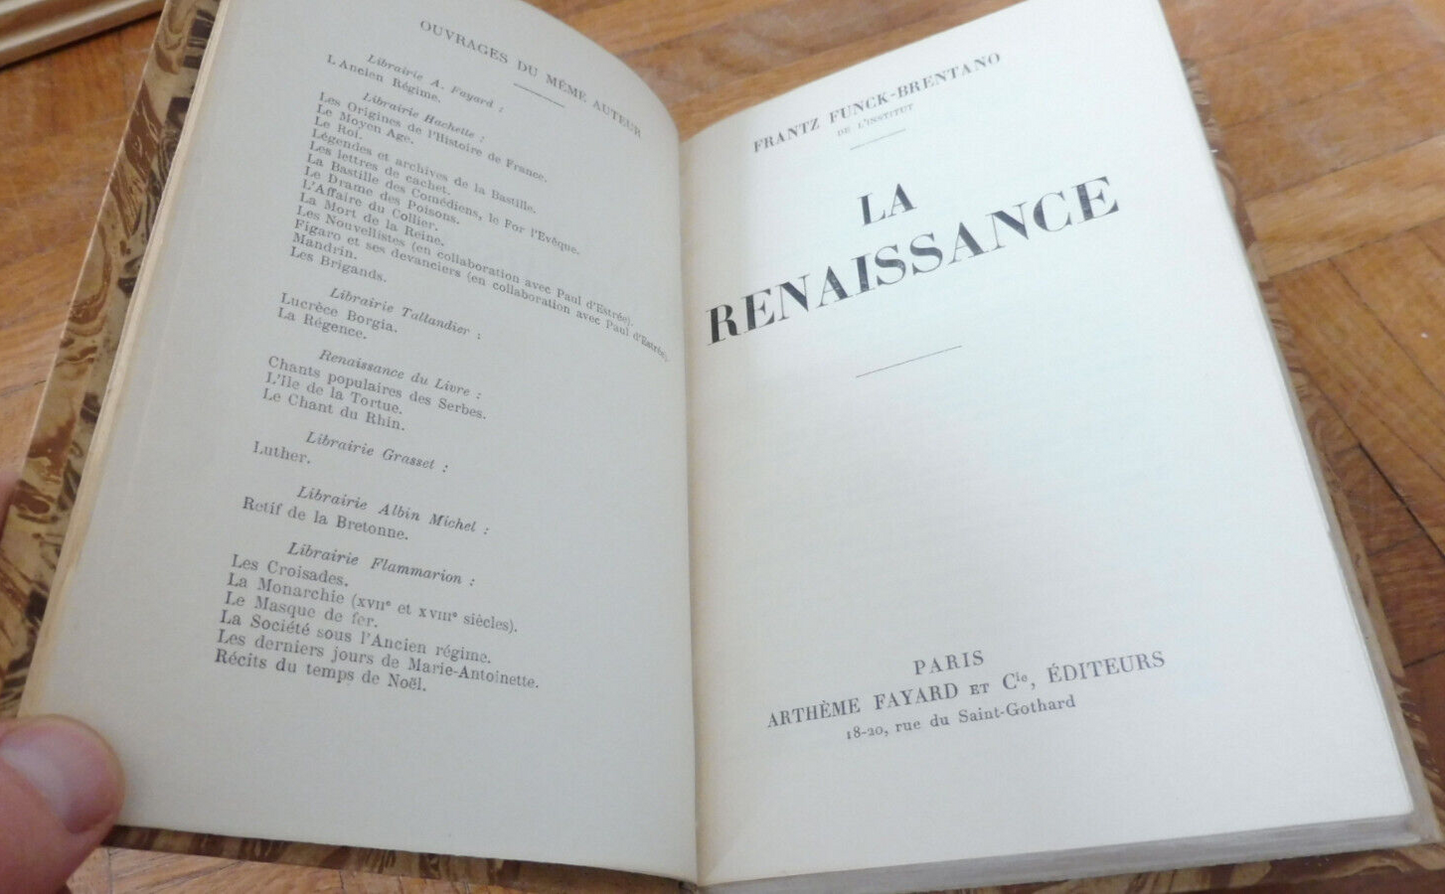 OUVRAGES DU MÊME AUTEUR
Librairie A. Fayard :
L'Ancien Régime.
Librairie Hachette :
Les Origines de l'Histoire de France.
Le Moyen Age.
Le Roi.
Légendes et archives de la Bastille.
Les lettres de cachet.
La Bastille des Comédiens, le For l'Evêque.
Le Drame des Poisons.
L'Affaire du Collier.
La Mort de la Reine.
Les Nouvellistes (en collaboration avec Paul d'Estrée).
Figaro et ses devanciers (en collaboration avec Paul d'Estrée).
Mandrin.
Les Brigands.
Librairie Tallandier :
Lucrèce Borgia.
La Régence.
Renaissance du Livre :
Chants populaires des Serbes.
L'Ile de la Tortue.
Le Chant du Rhin.
Librairie Grasset :
Luther.
Librairie Albin Michel :
Retif de la Bretonne.
Librairie Flammarion :
Les Croisades.
La Monarchie (XVIIe et XVIIIe siècles).
Le Masque de fer.
La Société sous l'Ancien régime.
Les derniers jours de Marie-Antoinette.
Récits du temps de Noël.
FRANTZ FUNCK-BRENTANO
DE L'INSTITUT
LA
RENAISSANCE
PARIS
ARTHÈME FAYARD ET Cie, ÉDITEURS
18-20, rue du Saint-Gothard